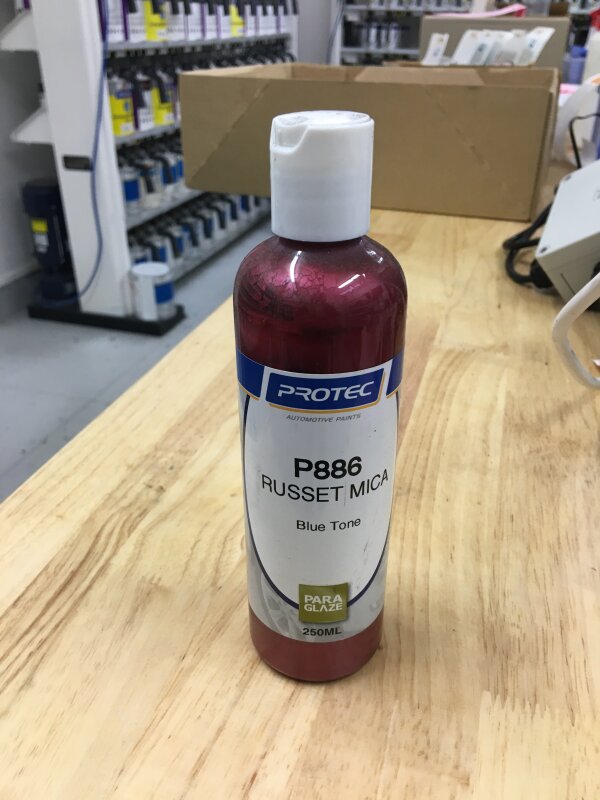 PROTEC
AUTOMOTIVE PAINTS
P886
RUSSET MICA
Blue Tone
PARA
GLAZE
250ML